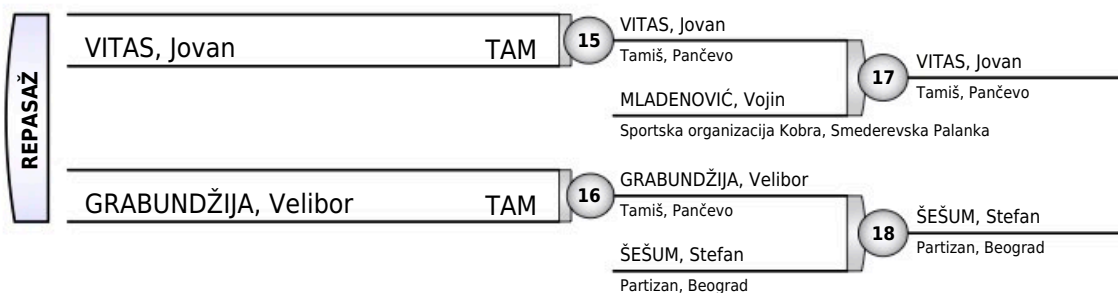 REPASAŽ
VITAS, Jovan TAM
15
VITAS, Jovan
Tamiš, Pančevo
MLADENOVIĆ, Vojin
Sportska organizacija Kobra, Smederevska Palanka
17
VITAS, Jovan
Tamiš, Pančevo
GRABUNDŽIJA, Velibor TAM
16
GRABUNDŽIJA, Velibor
Tamiš, Pančevo
ŠEŠUM, Stefan
Partizan, Beograd
18
ŠEŠUM, Stefan
Partizan, Beograd